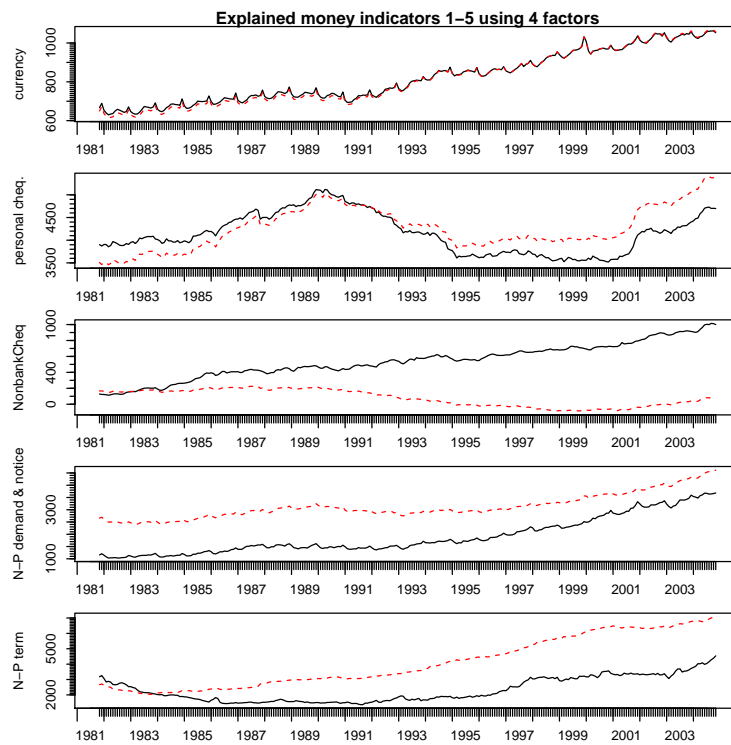 Explained money indicators 1−5 using 4 factors
currency
600 800 1000
1981 1983 1985 1987 1989 1991 1993 1995 1997 1999 2001 2003
personal cheq.
3500 4500
1981 1983 1985 1987 1989 1991 1993 1995 1997 1999 2001 2003
NonbankCheq
0 400 1000
1981 1983 1985 1987 1989 1991 1993 1995 1997 1999 2001 2003
N−P demand & notice
1000 3000
1981 1983 1985 1987 1989 1991 1993 1995 1997 1999 2001 2003
N−P term
2000 5000
1981 1983 1985 1987 1989 1991 1993 1995 1997 1999 2001 2003